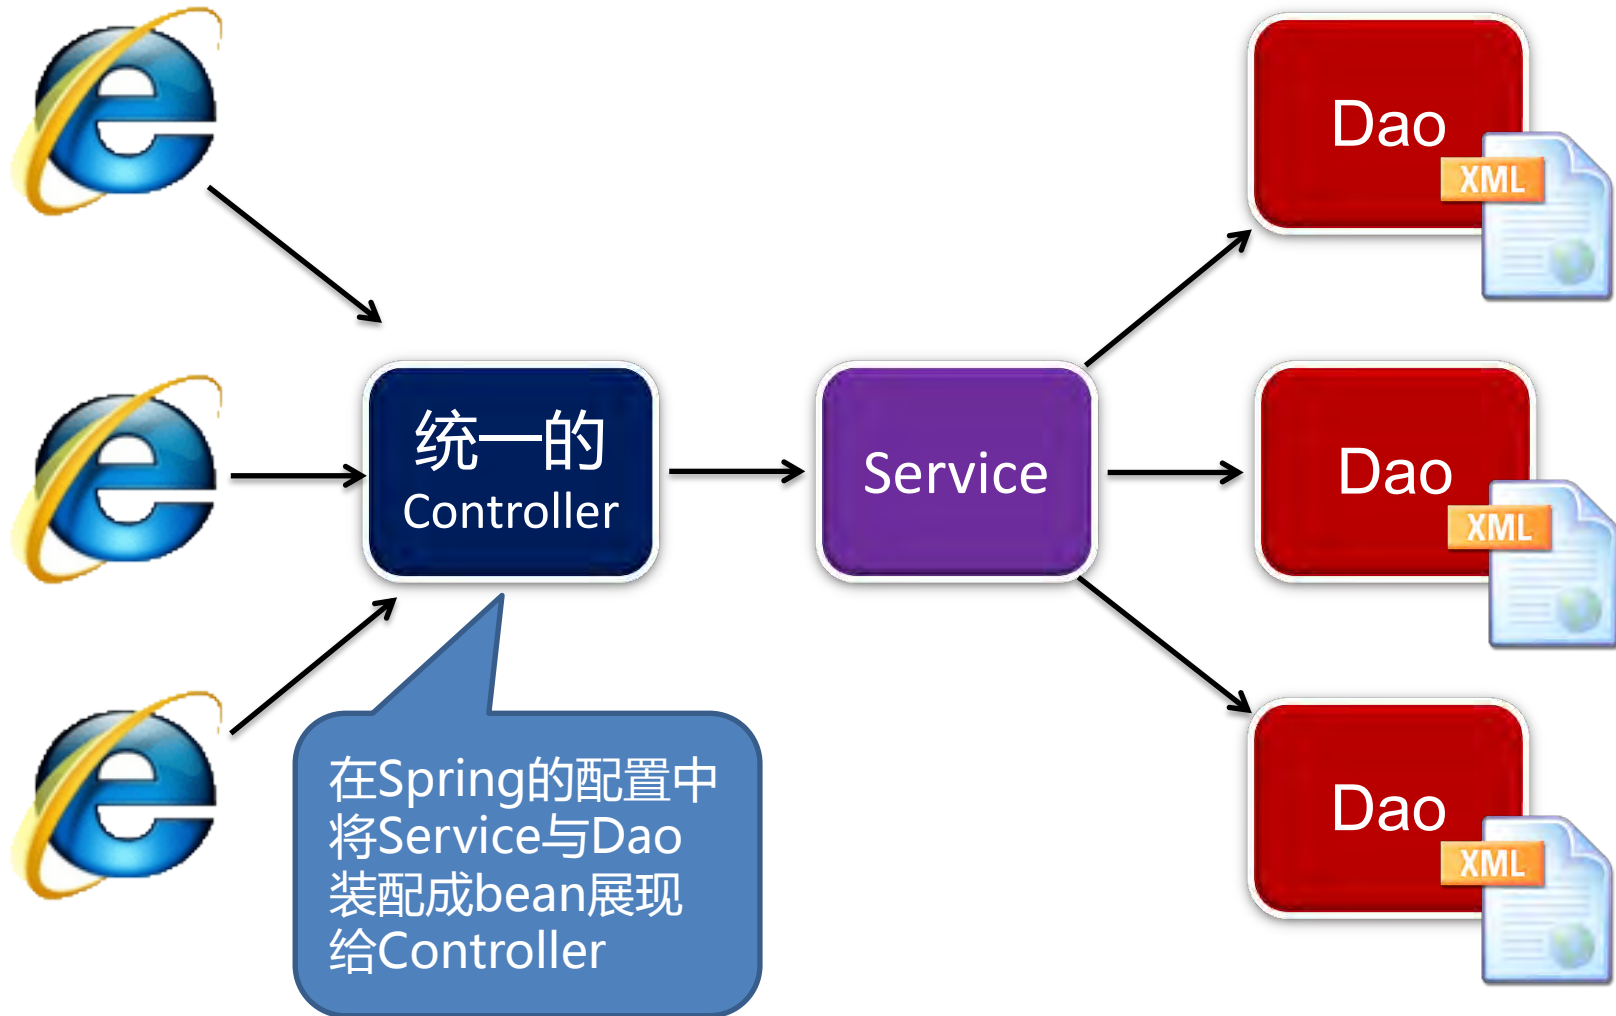 Dao
XML
统一的
Controller
Service
Dao
XML
在Spring的配置中
将Service与Dao
装配成bean展现
给Controller
Dao
XML